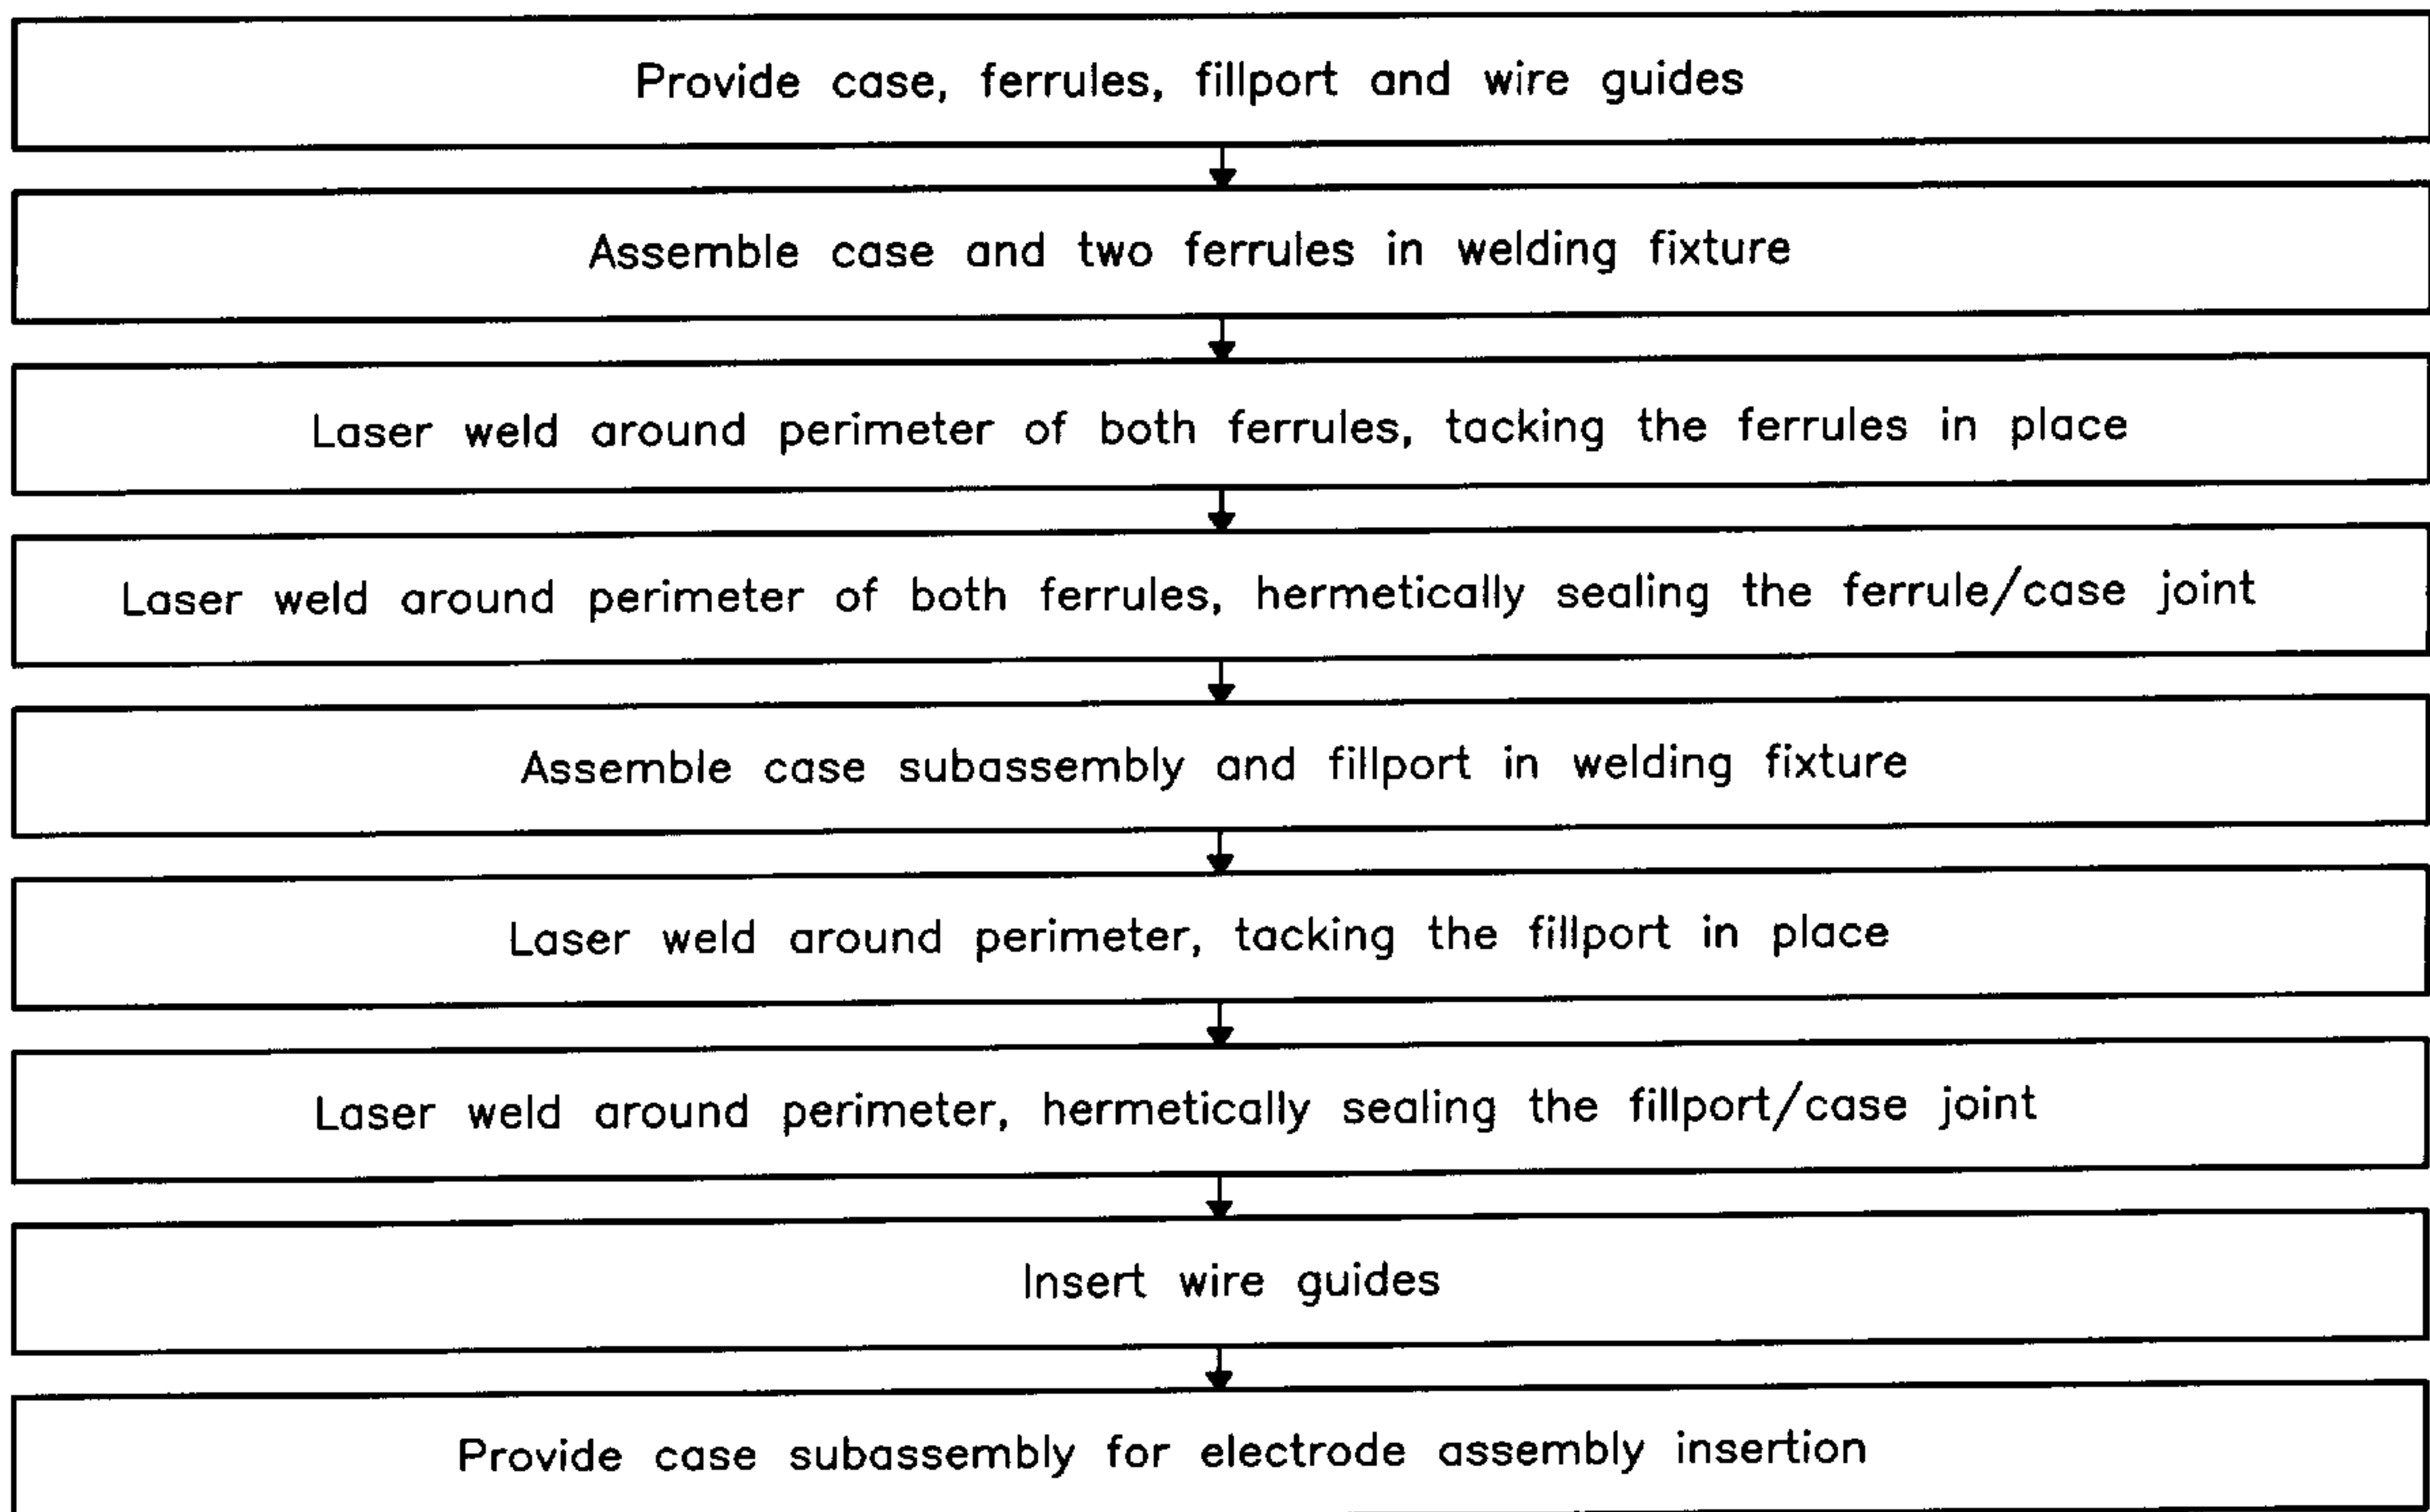 Provide case, ferrules, fillport and wire guides
Assemble case and two ferrules in welding fixture
Laser weld around perimeter of both ferrules, tacking the ferrules in place
Laser weld around perimeter of both ferrules, hermetically sealing the ferrule/case joint
Assemble case subassembly and fillport in welding fixture
Laser weld around perimeter, tacking the fillport in place
Laser weld around perimeter, hermetically sealing the fillport/case joint
Insert wire guides
Provide case subassembly for electrode assembly insertion